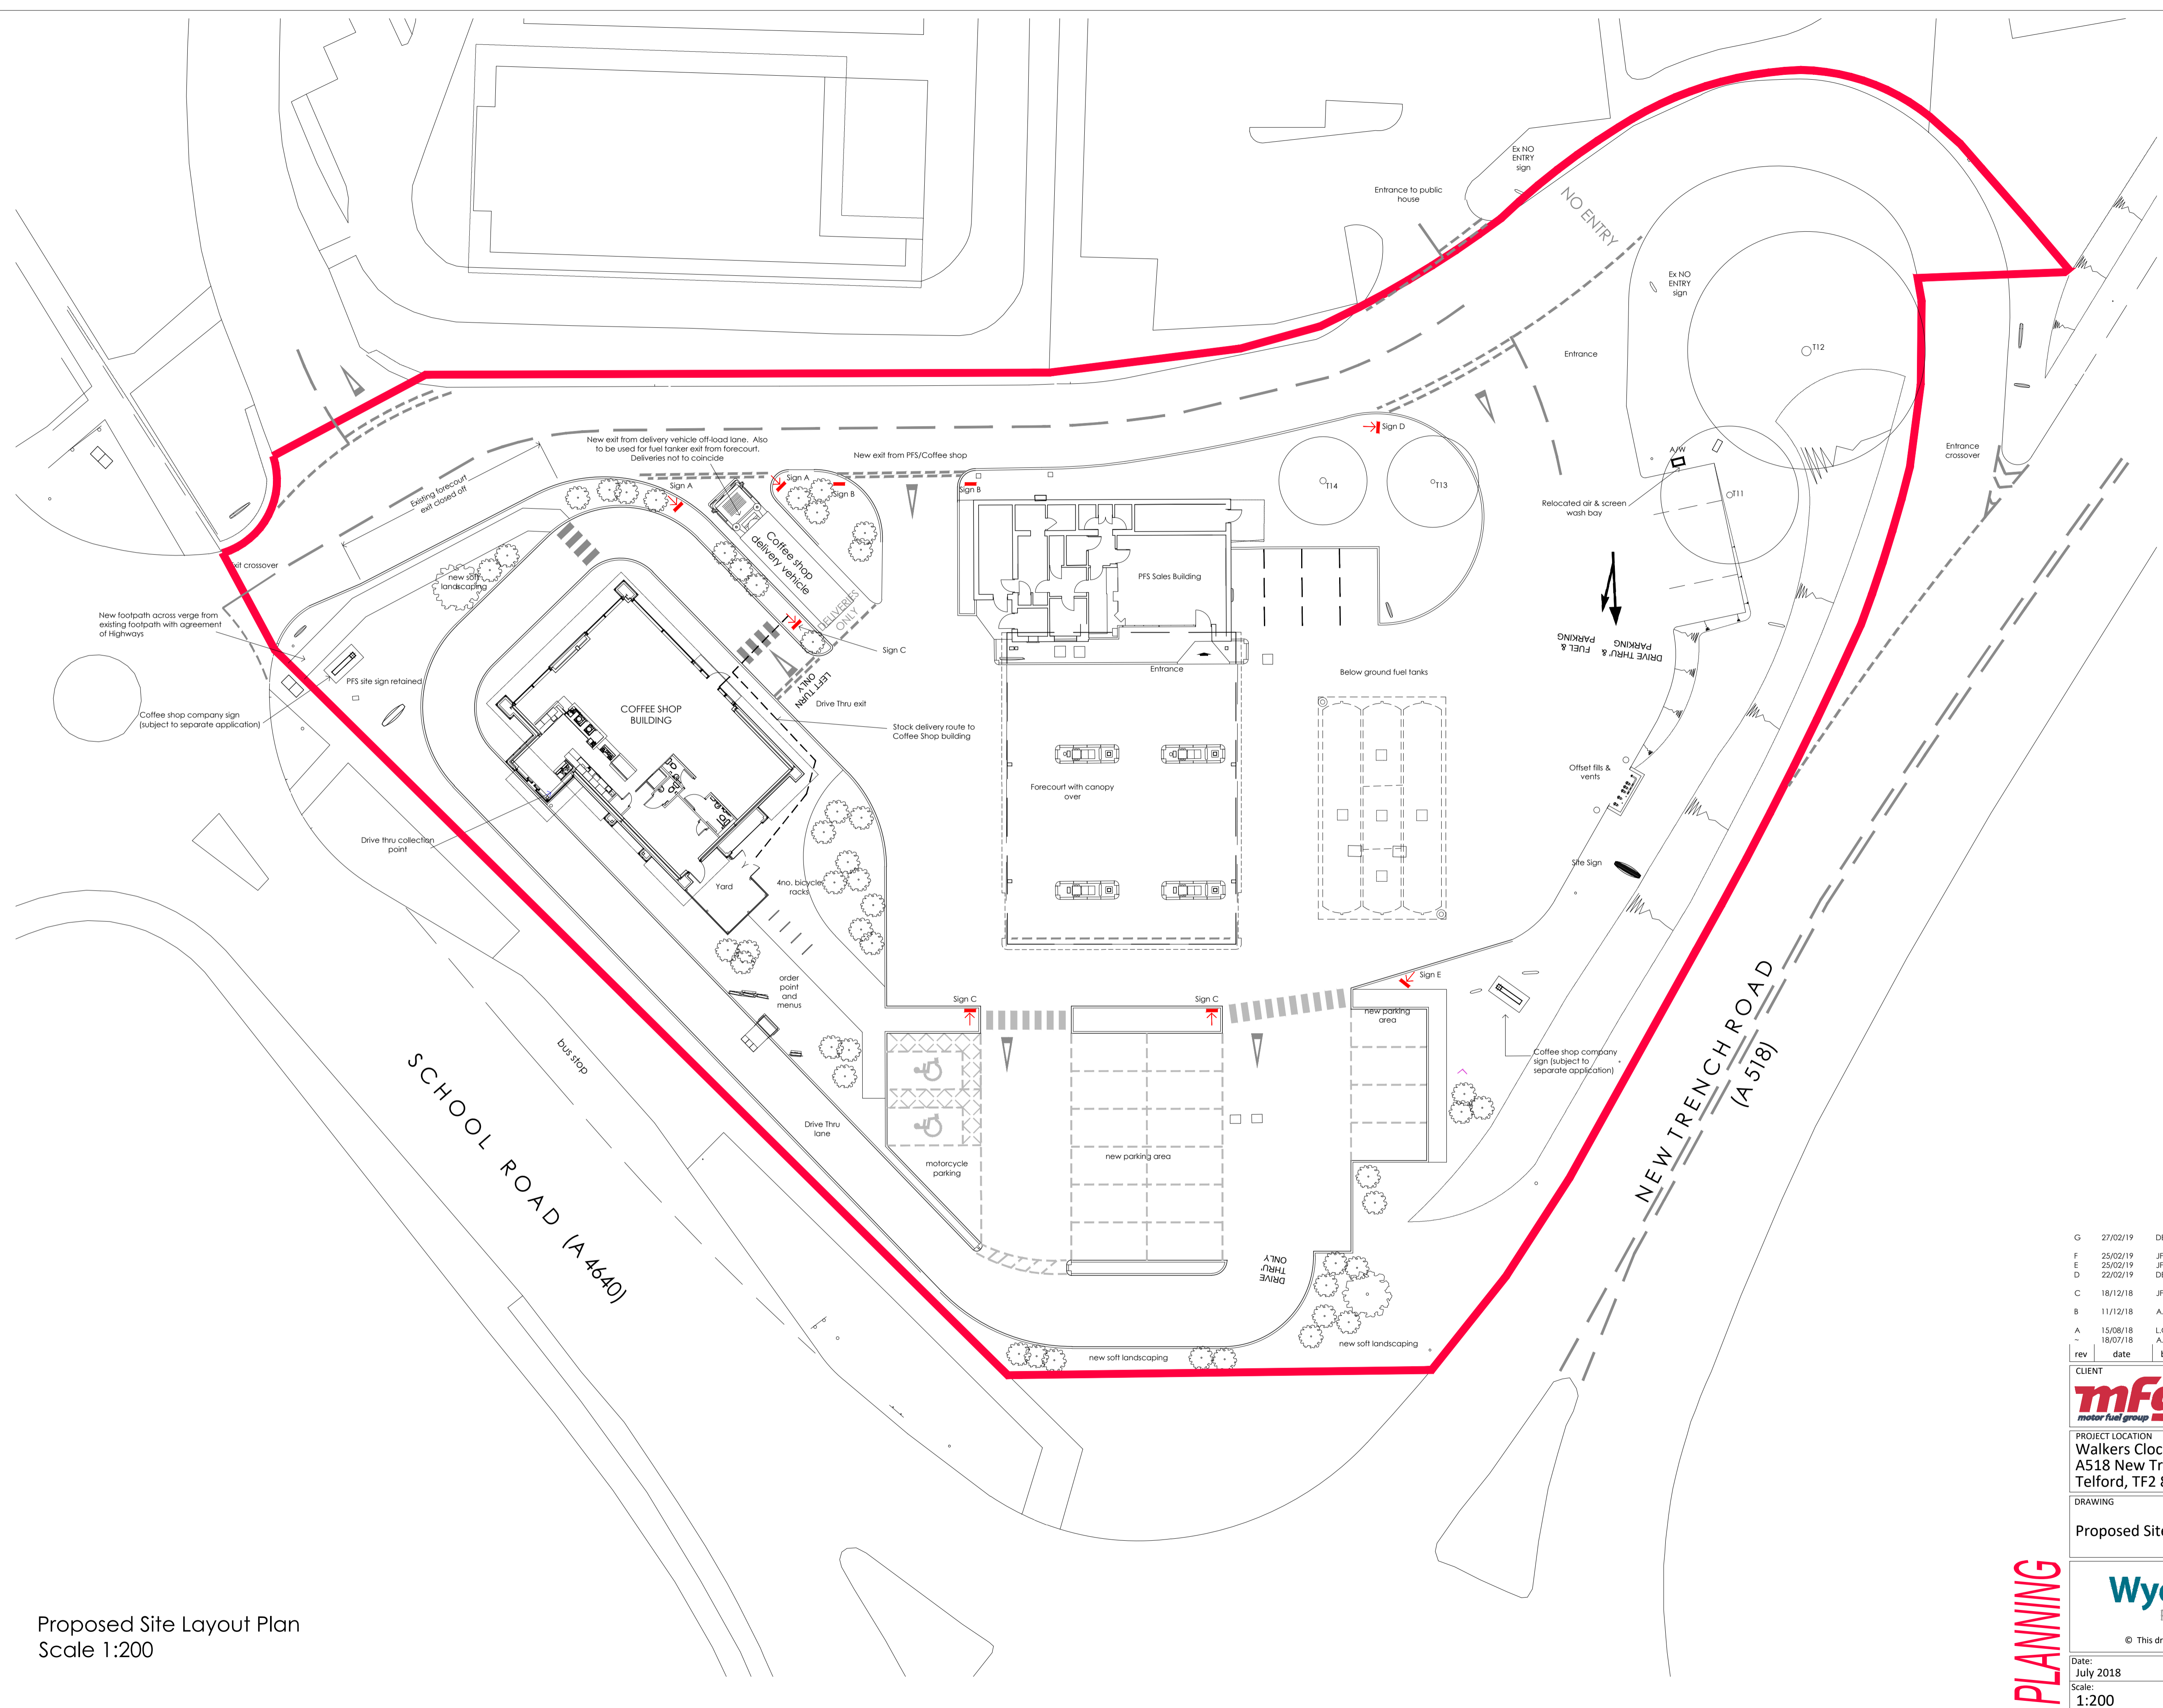 Ex NO
ENTRY
sign
Entrance to public
house
NO ENTRY
Ex NO
ENTRY
sign
T12
Entrance
Sign D
A/W
Entrance
crossover
New exit from delivery vehicle off-load lane. Also
to be used for fuel tanker exit from forecourt.
Deliveries not to coincide
New exit from PFS/Coffee shop
Existing forecourt
exit closed off
Sign A
Sign A
Sign B
Sign B
T14
T13
T11
Relocated air & screen
wash bay
Coffee shop
delivery vehicle
new soft
landscaping
PFS Sales Building
DELIVERIES
ONLY
New footpath across verge from
existing footpath with agreement
of Highways
Sign C
FUEL &
PARKING
DRIVE THRU &
PARKING
Entrance
Below ground fuel tanks
PFS site sign retained
LEFT TURN
ONLY
Drive Thru exit
Coffee shop company sign
(subject to separate application)
COFFEE SHOP
BUILDING
Stock delivery route to
Coffee Shop building
Offset fills &
vents
Forecourt with canopy
over
Drive thru collection
point
Site Sign
Yard
4no. bicycle
racks
order
point
and
menus
Sign C
Sign C
Sign E
new parking
area
Coffee shop company
sign (subject to
separate application)
bus stop
SCHOOL ROAD (A 4640)
NEW TRENCH ROAD
(A 518)
Drive Thru
lane
motorcycle
parking
new parking area
DRIVE
THRU'
ONLY
new soft landscaping
new soft landscaping
G 27/02/19
F 25/02/19
E 25/02/19
D 22/02/19
C 18/12/18
B 11/12/18
A 15/08/18
~ 18/07/18
rev date
CLIENT
motor fuel group
PROJECT LOCATION
Walkers
A518 New
Telford, TF2
DRAWING
Proposed
© This
Date:
July 2018
Scale:
1:200
PLANNING
Proposed Site Layout Plan
Scale 1:200